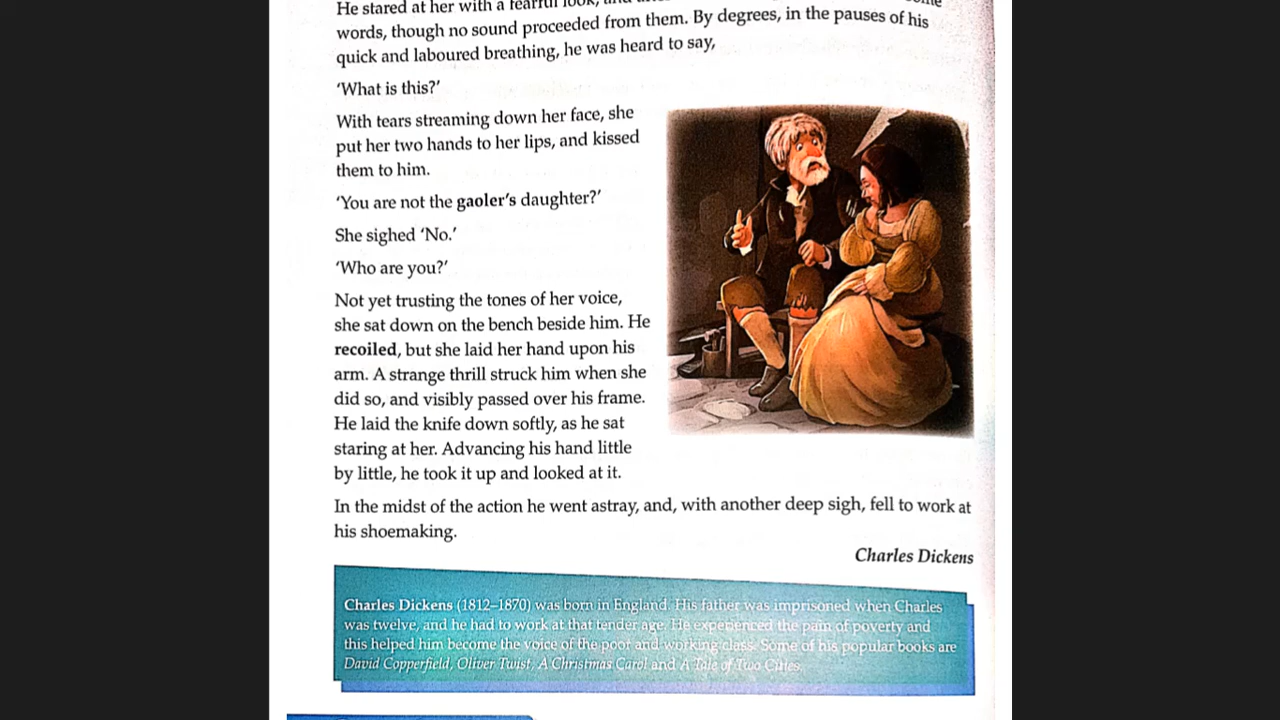 He stared at her with a fearful look, and
words, though no sound proceeded from them. By degrees, in the pauses of his
quick and laboured breathing, he was heard to say,
‘What is this?’
With tears streaming down her face, she
put her two hands to her lips, and kissed
them to him.
‘You are not the gaoler’s daughter?’
She sighed ‘No.’
‘Who are you?’
Not yet trusting the tones of her voice,
she sat down on the bench beside him. He
recoiled, but she laid her hand upon his
arm. A strange thrill struck him when she
did so, and visibly passed over his frame.
He laid the knife down softly, as he sat
staring at her. Advancing his hand little
by little, he took it up and looked at it.
In the midst of the action he went astray, and, with another deep sigh, fell to work at
his shoemaking.
Charles Dickens
Charles Dickens (1812–1870) was born in England. His father was imprisoned when Charles
was twelve, and he had to work at that tender age. He experienced the pain of poverty and
this helped him become the voice of the poor and working class. Some of his popular books are
David Copperfield, Oliver Twist, A Christmas Carol and A Tale of Two Cities.